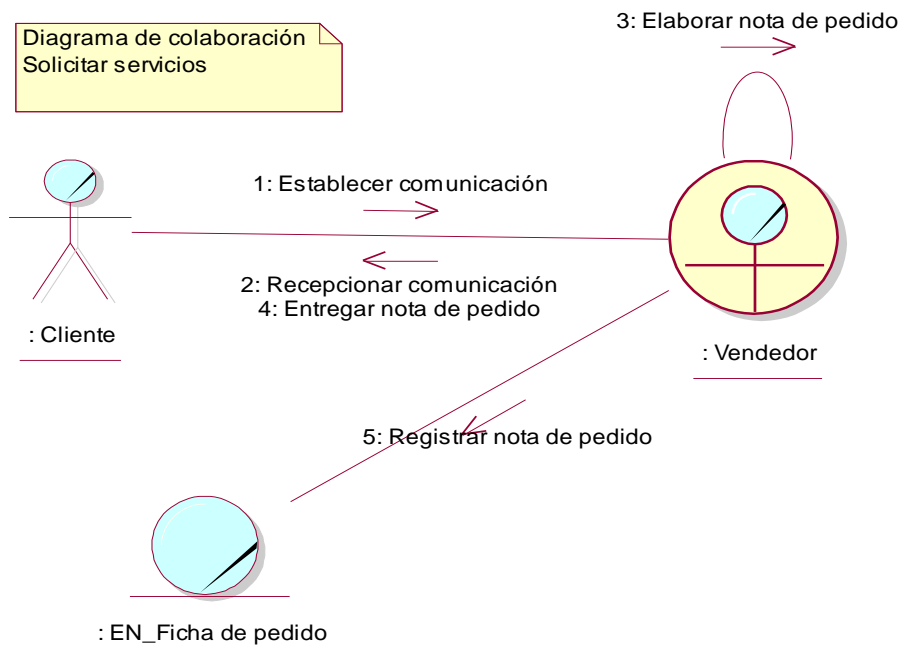 Diagrama de colaboración
Solicitar servicios
3: Elaborar nota de pedido
1: Establecer comunicación
2: Recepcionar comunicación
4: Entregar nota de pedido
: Cliente
: Vendedor
5: Registrar nota de pedido
: EN_Ficha de pedido